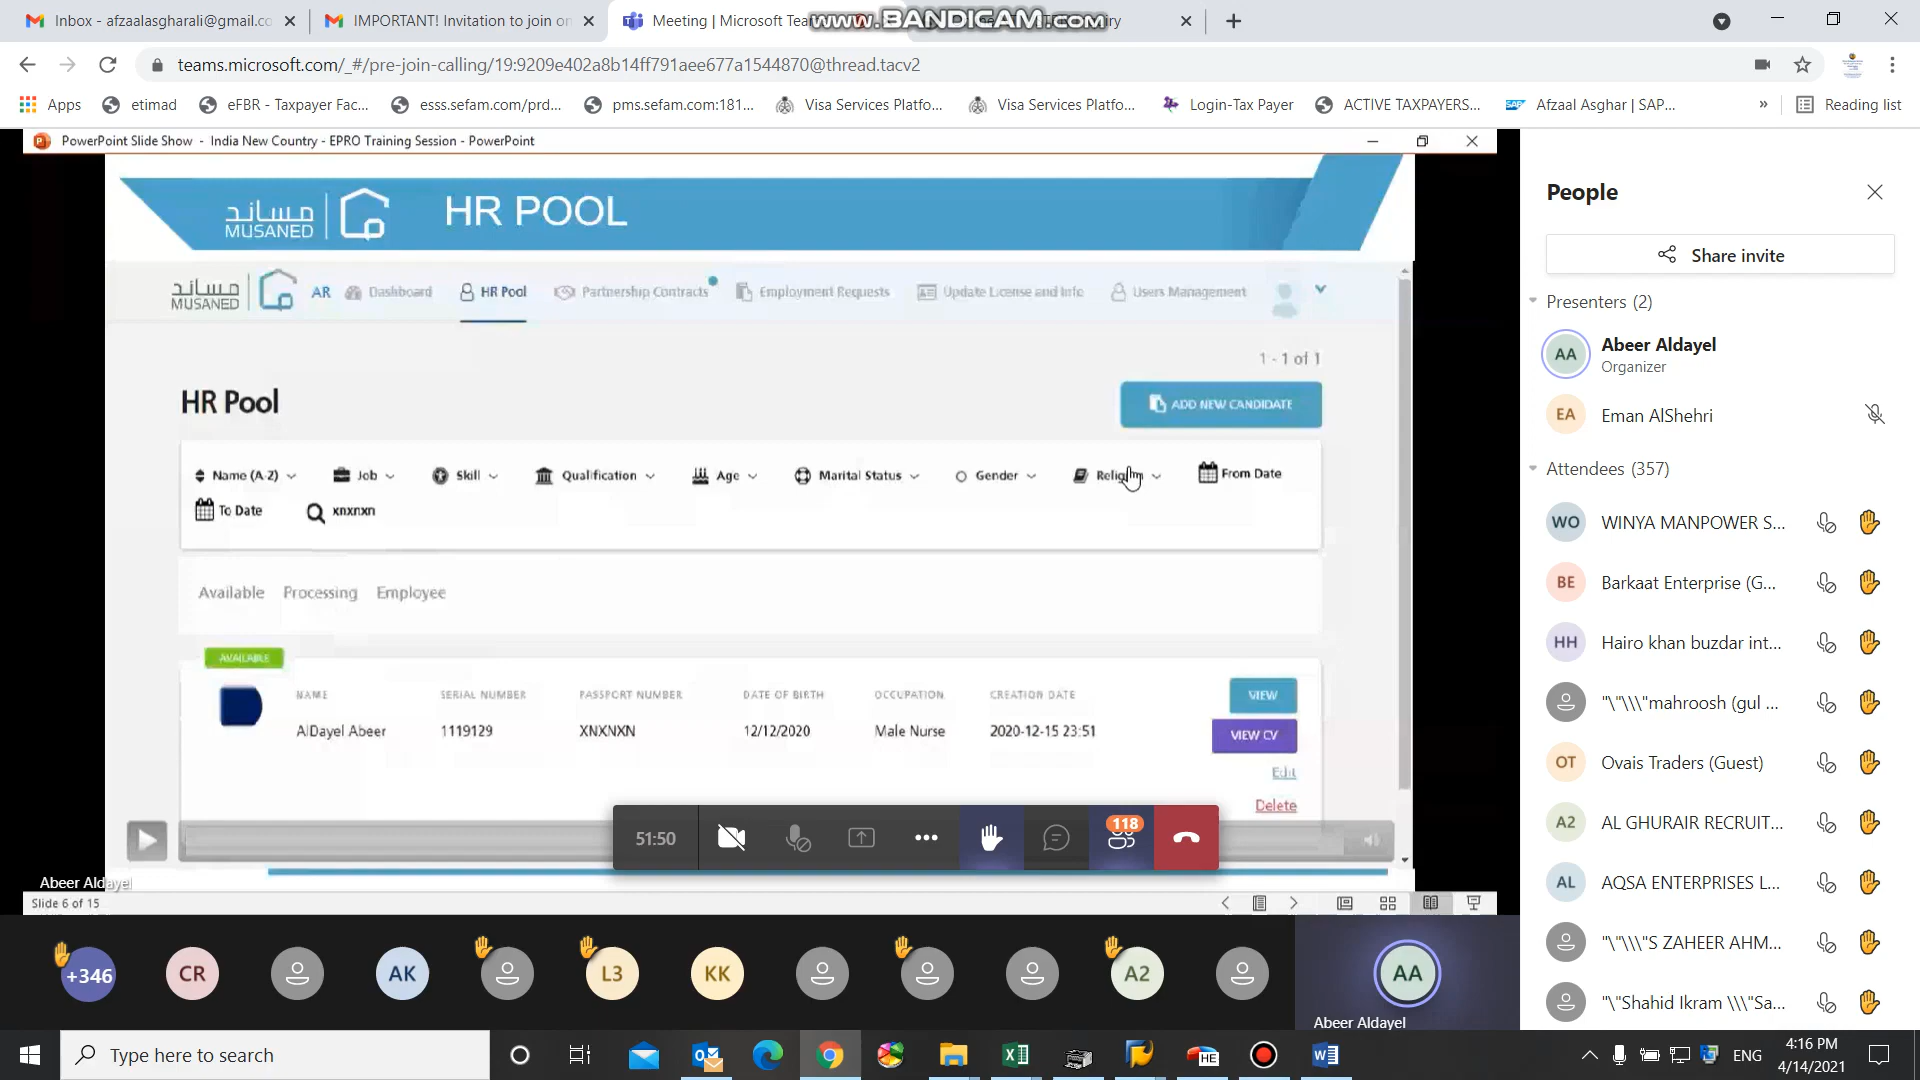 Inbox - afzaalasgharali@gmail.co
IMPORTANT! Invitation to join on
Meeting | Microsoft Tea
www.BANDICAM.com
iry
teams.microsoft.com/_#/pre-join-calling/19:9209e402a8b14ff791aee677a1544870@thread.tacv2
Apps
etimad
eFBR - Taxpayer Fac...
esss.sefam.com/prd...
pms.sefam.com:181...
Visa Services Platfo...
Visa Services Platfo...
Login-Tax Payer
ACTIVE TAXPAYERS...
Afzaal Asghar | SAP...
»
Reading list
PowerPoint Slide Show - India New Country - EPRO Training Session - PowerPoint
مساند
MUSANED
HR POOL
مساند
MUSANED
AR
Dashboard
HR Pool
Partnership Contracts
Employment Requests
Update License and Info
Users Management
1 - 1 of 1
HR Pool
ADD NEW CANDIDATE
Name (A-Z)
Job
Skill
Qualification
Age
Marital Status
Gender
Religion
From Date
To Date
xnxnxn
Available
Processing
Employee
AVAILABLE
NAME
SERIAL NUMBER
PASSPORT NUMBER
DATE OF BIRTH
OCCUPATION
CREATION DATE
VIEW
AlDayel Abeer
1119129
XNXNXN
12/12/2020
Male Nurse
2020-12-15 23:51
VIEW CV
Edit
Delete
51:50
118
Abeer Aldayel
Slide 6 of 15
+346
CR
AK
L3
KK
A2
AA
Abeer Aldayel
People
Share invite
Presenters (2)
AA
Abeer Aldayel
Organizer
EA
Eman AlShehri
Attendees (357)
WO
WINYA MANPOWER S...
BE
Barkaat Enterprise (G...
HH
Hairo khan buzdar int...
"\"\\\"mahroosh (gul ...
OT
Ovais Traders (Guest)
A2
AL GHURAIR RECRUIT...
AL
AQSA ENTERPRISES L...
"\"\\\"S ZAHEER AHM...
"\"Shahid Ikram \\\"Sa...
Type here to search
ENG
4:16 PM
4/14/2021